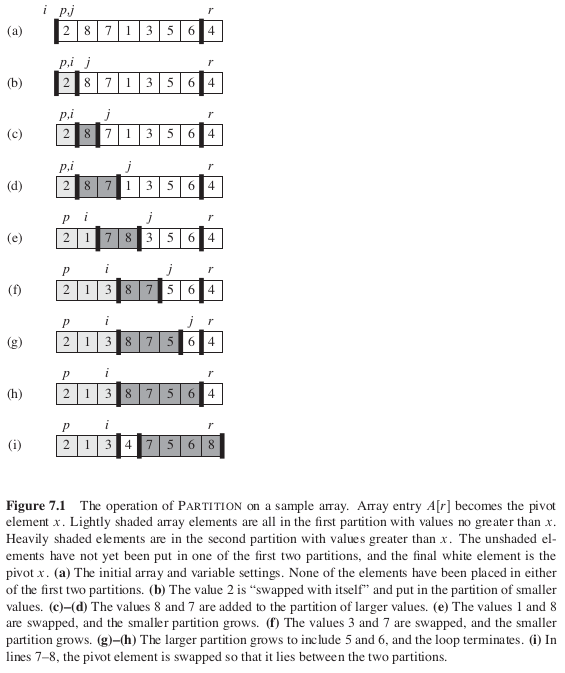 i p,j r
(a) 2 8 7 1 3 5 6 4
p,i j r
(b) 2 8 7 1 3 5 6 4
p,i j r
(c) 2 8 7 1 3 5 6 4
p,i j r
(d) 2 8 7 1 3 5 6 4
p i j r
(e) 2 1 7 8 3 5 6 4
p i j r
(f) 2 1 3 8 7 5 6 4
p i j r
(g) 2 1 3 8 7 5 6 4
p i r
(h) 2 1 3 8 7 5 6 4
p i r
(i) 2 1 3 4 7 5 6 8
Figure 7.1 The operation of PARTITION on a sample array. Array entry A[r] becomes the pivot
element x. Lightly shaded array elements are all in the first partition with values no greater than x.
Heavily shaded elements are in the second partition with values greater than x. The unshaded el-
ements have not yet been put in one of the first two partitions, and the final white element is the
pivot x. (a) The initial array and variable settings. None of the elements have been placed in either
of the first two partitions. (b) The value 2 is “swapped with itself” and put in the partition of smaller
values. (c)–(d) The values 8 and 7 are added to the partition of larger values. (e) The values 1 and 8
are swapped, and the smaller partition grows. (f) The values 3 and 7 are swapped, and the smaller
partition grows. (g)–(h) The larger partition grows to include 5 and 6, and the loop terminates. (i) In
lines 7–8, the pivot element is swapped so that it lies between the two partitions.